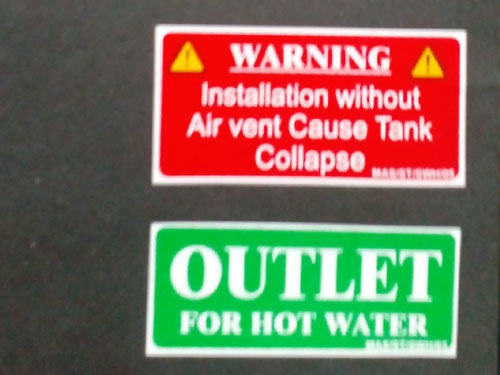 WARNING
Installation without
Air vent Cause Tank
Collapse
OUTLET
FOR HOT WATER